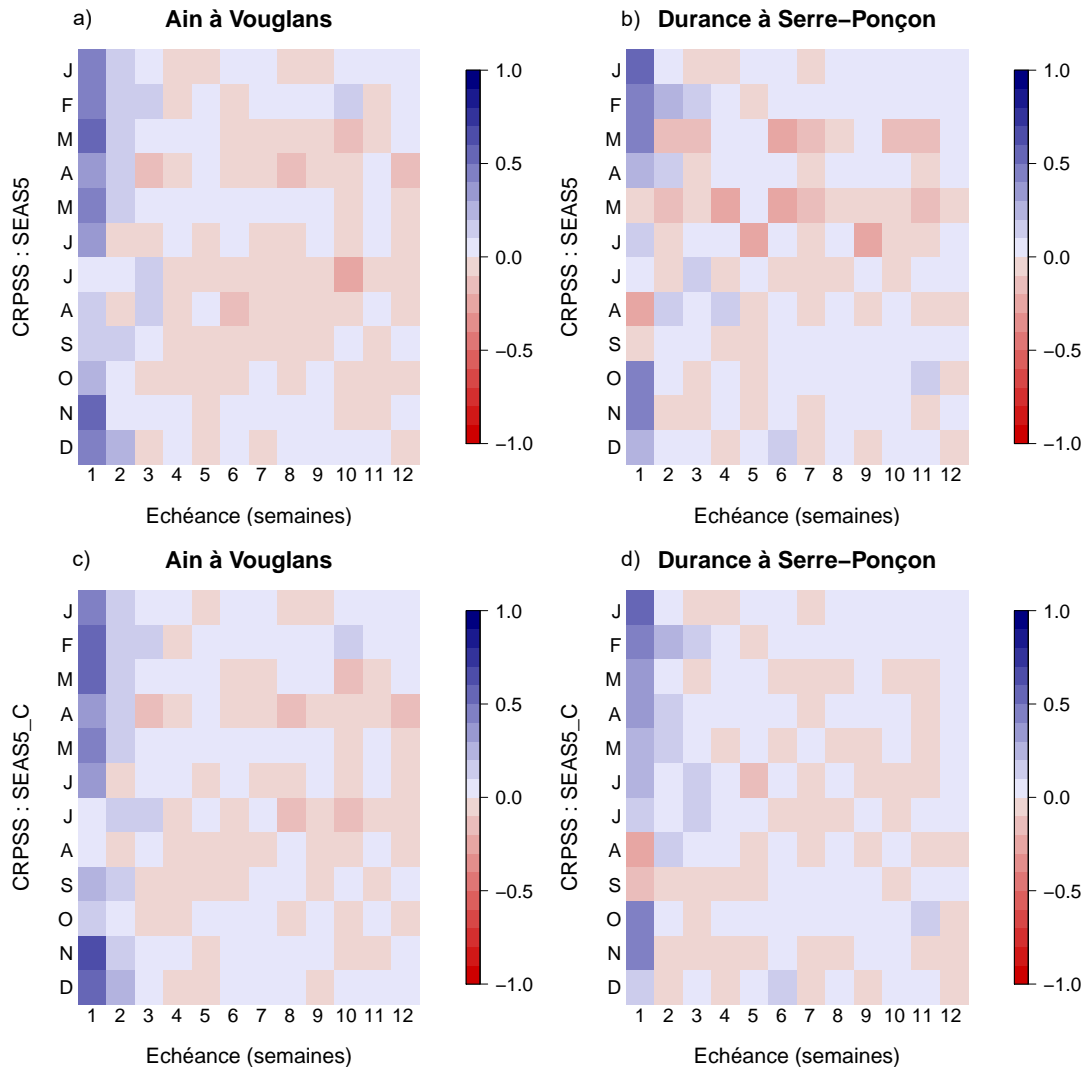 a) Ain à Vouglans
CRPSS : SEAS5
J
F
M
A
M
J
J
A
S
O
N
D
1 2 3 4 5 6 7 8 9 10 11 12
Echéance (semaines)
1.0
0.5
0.0
−0.5
−1.0
b) Durance à Serre−Ponçon
CRPSS : SEAS5
J
F
M
A
M
J
J
A
S
O
N
D
1 2 3 4 5 6 7 8 9 10 11 12
Echéance (semaines)
1.0
0.5
0.0
−0.5
−1.0
c) Ain à Vouglans
CRPSS : SEAS5_C
J
F
M
A
M
J
J
A
S
O
N
D
1 2 3 4 5 6 7 8 9 10 11 12
Echéance (semaines)
1.0
0.5
0.0
−0.5
−1.0
d) Durance à Serre−Ponçon
CRPSS : SEAS5_C
J
F
M
A
M
J
J
A
S
O
N
D
1 2 3 4 5 6 7 8 9 10 11 12
Echéance (semaines)
1.0
0.5
0.0
−0.5
−1.0